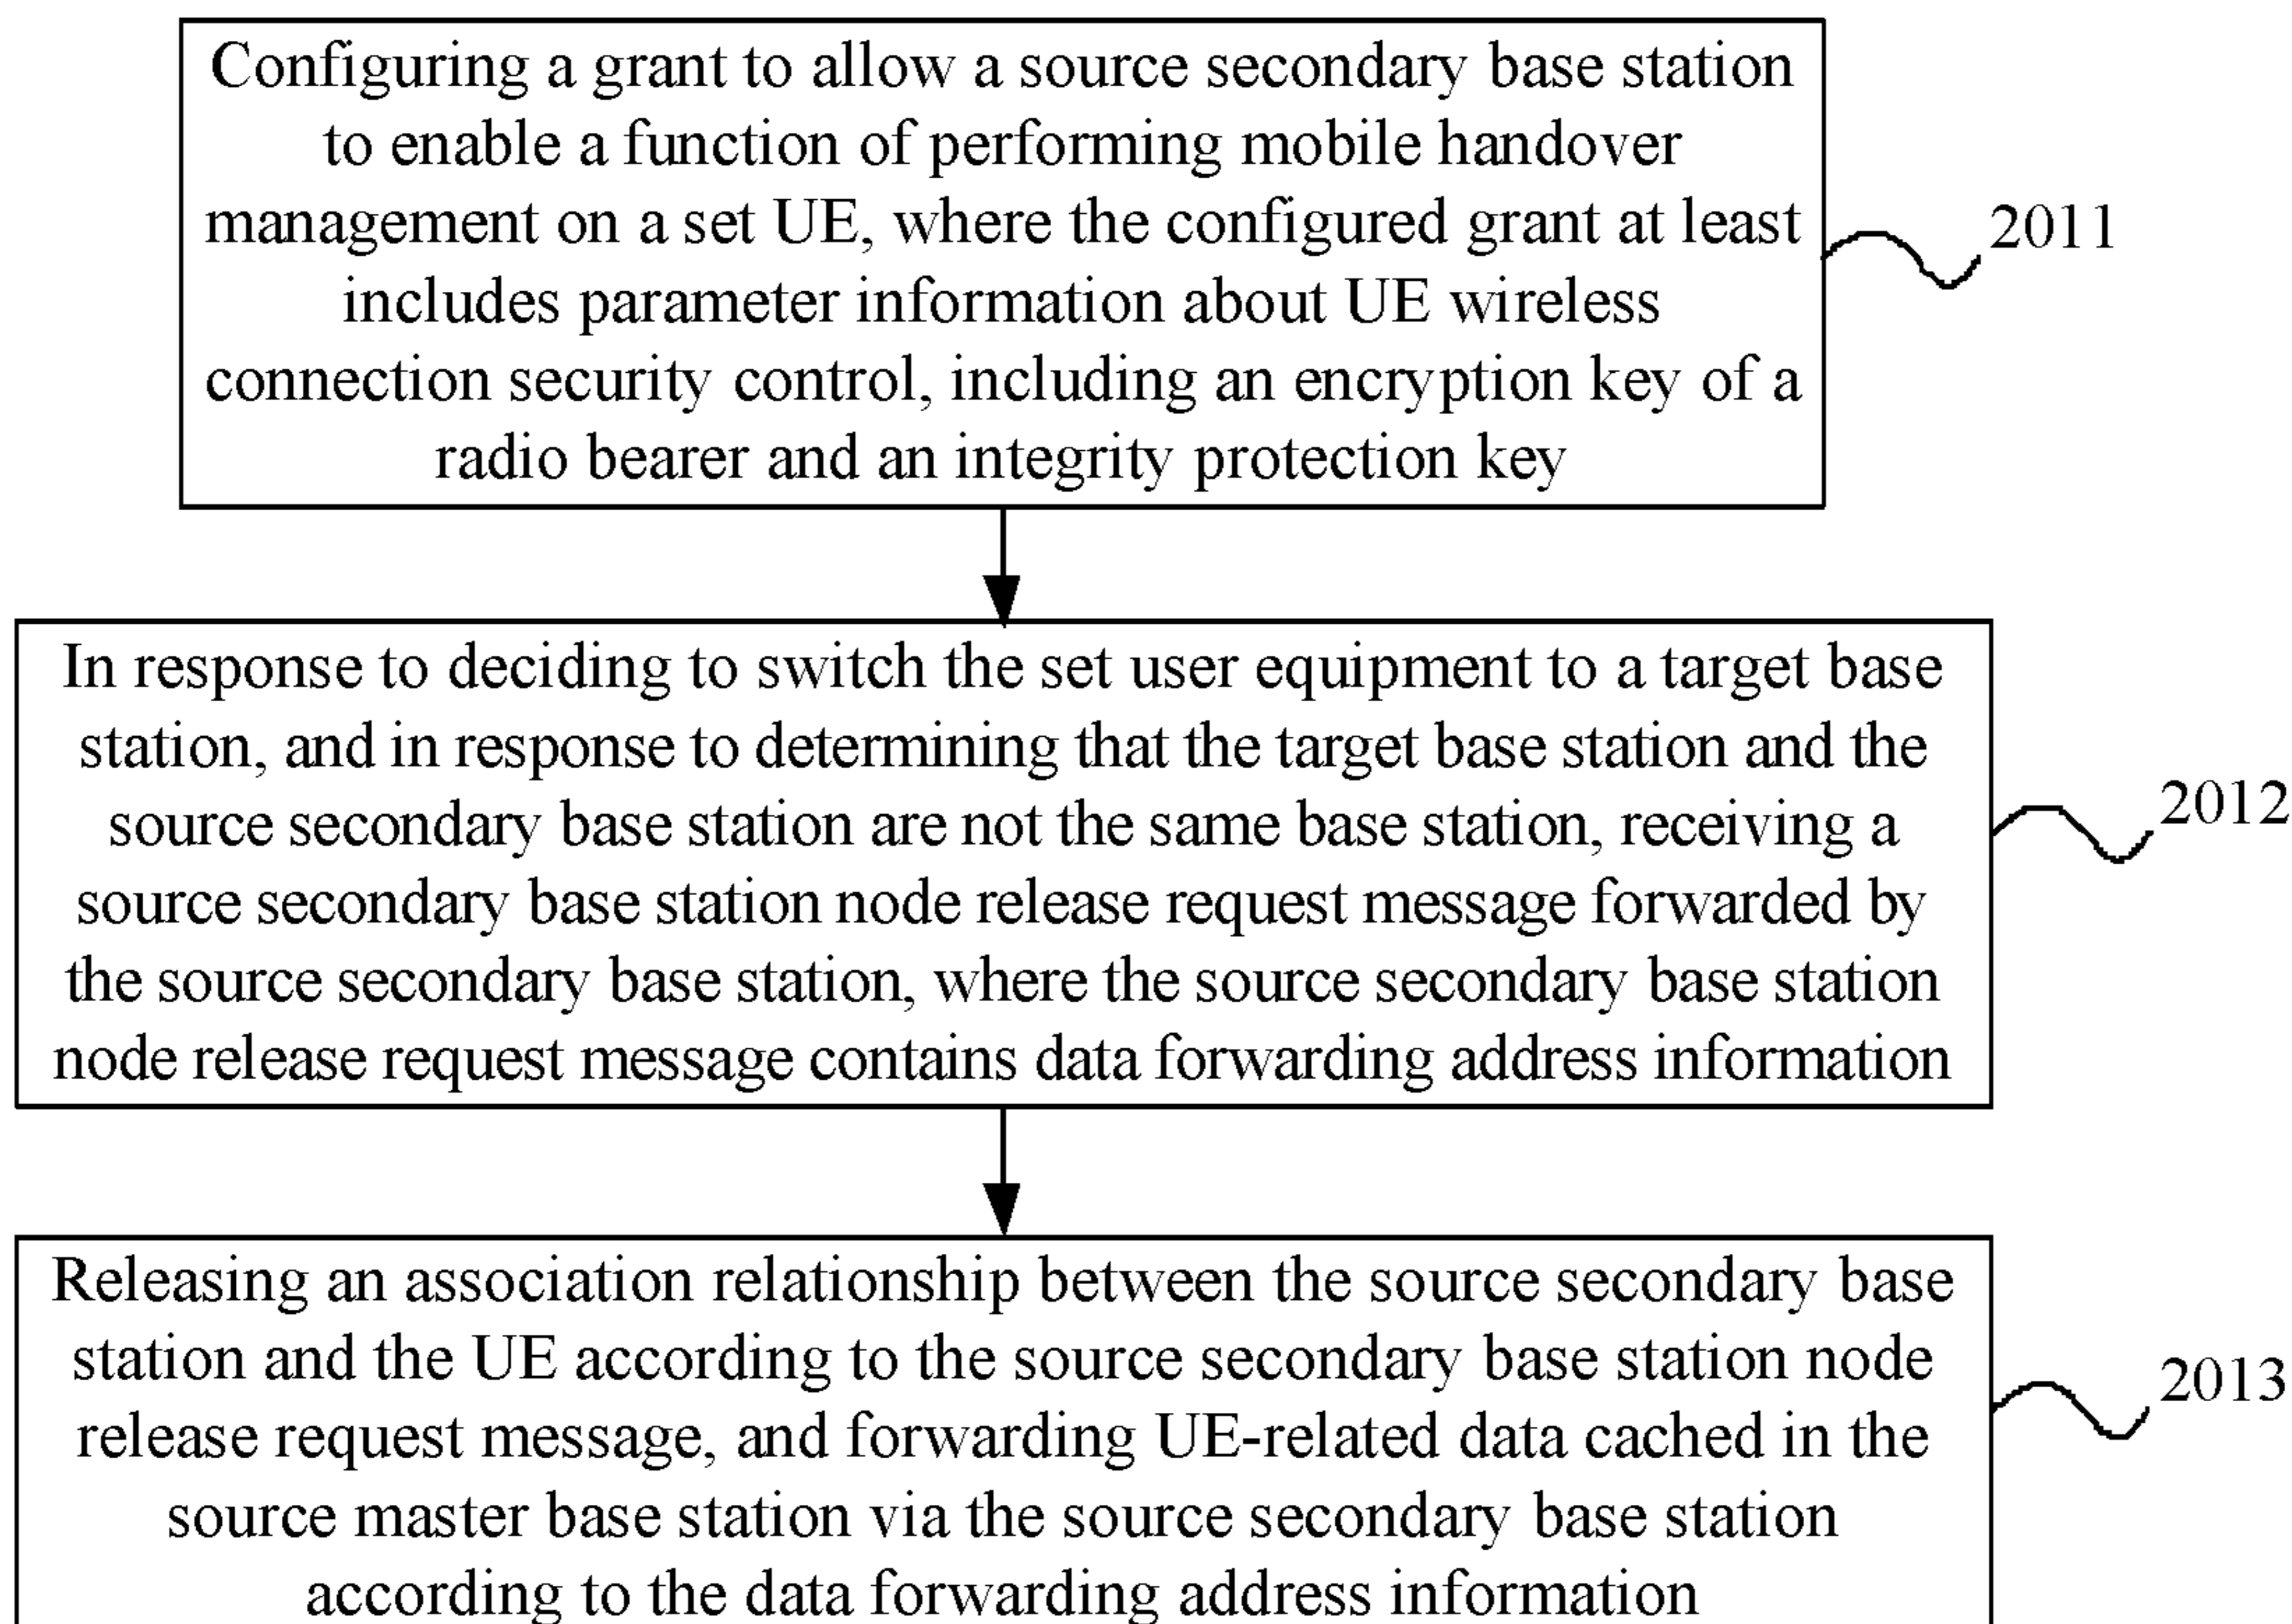 Configuring a grant to allow a source secondary base station
to enable a function of performing mobile handover
management on a set UE, where the configured grant at least
includes parameter information about UE wireless
connection security control, including an encryption key of a
radio bearer and an integrity protection key
2011
In response to deciding to switch the set user equipment to a target base
station, and in response to determining that the target base station and the
source secondary base station are not the same base station, receiving a
source secondary base station node release request message forwarded by
the source secondary base station, where the source secondary base station
node release request message contains data forwarding address information
2012
Releasing an association relationship between the source secondary base
station and the UE according to the source secondary base station node
release request message, and forwarding UE-related data cached in the
source master base station via the source secondary base station
according to the data forwarding address information
2013